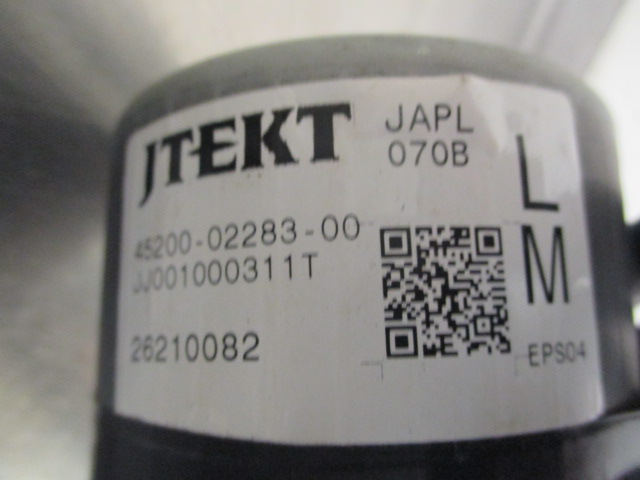 JTEKT
JAPL
070B
L
M
45200-02283-00
JJ001000311T
26210082
EPS04